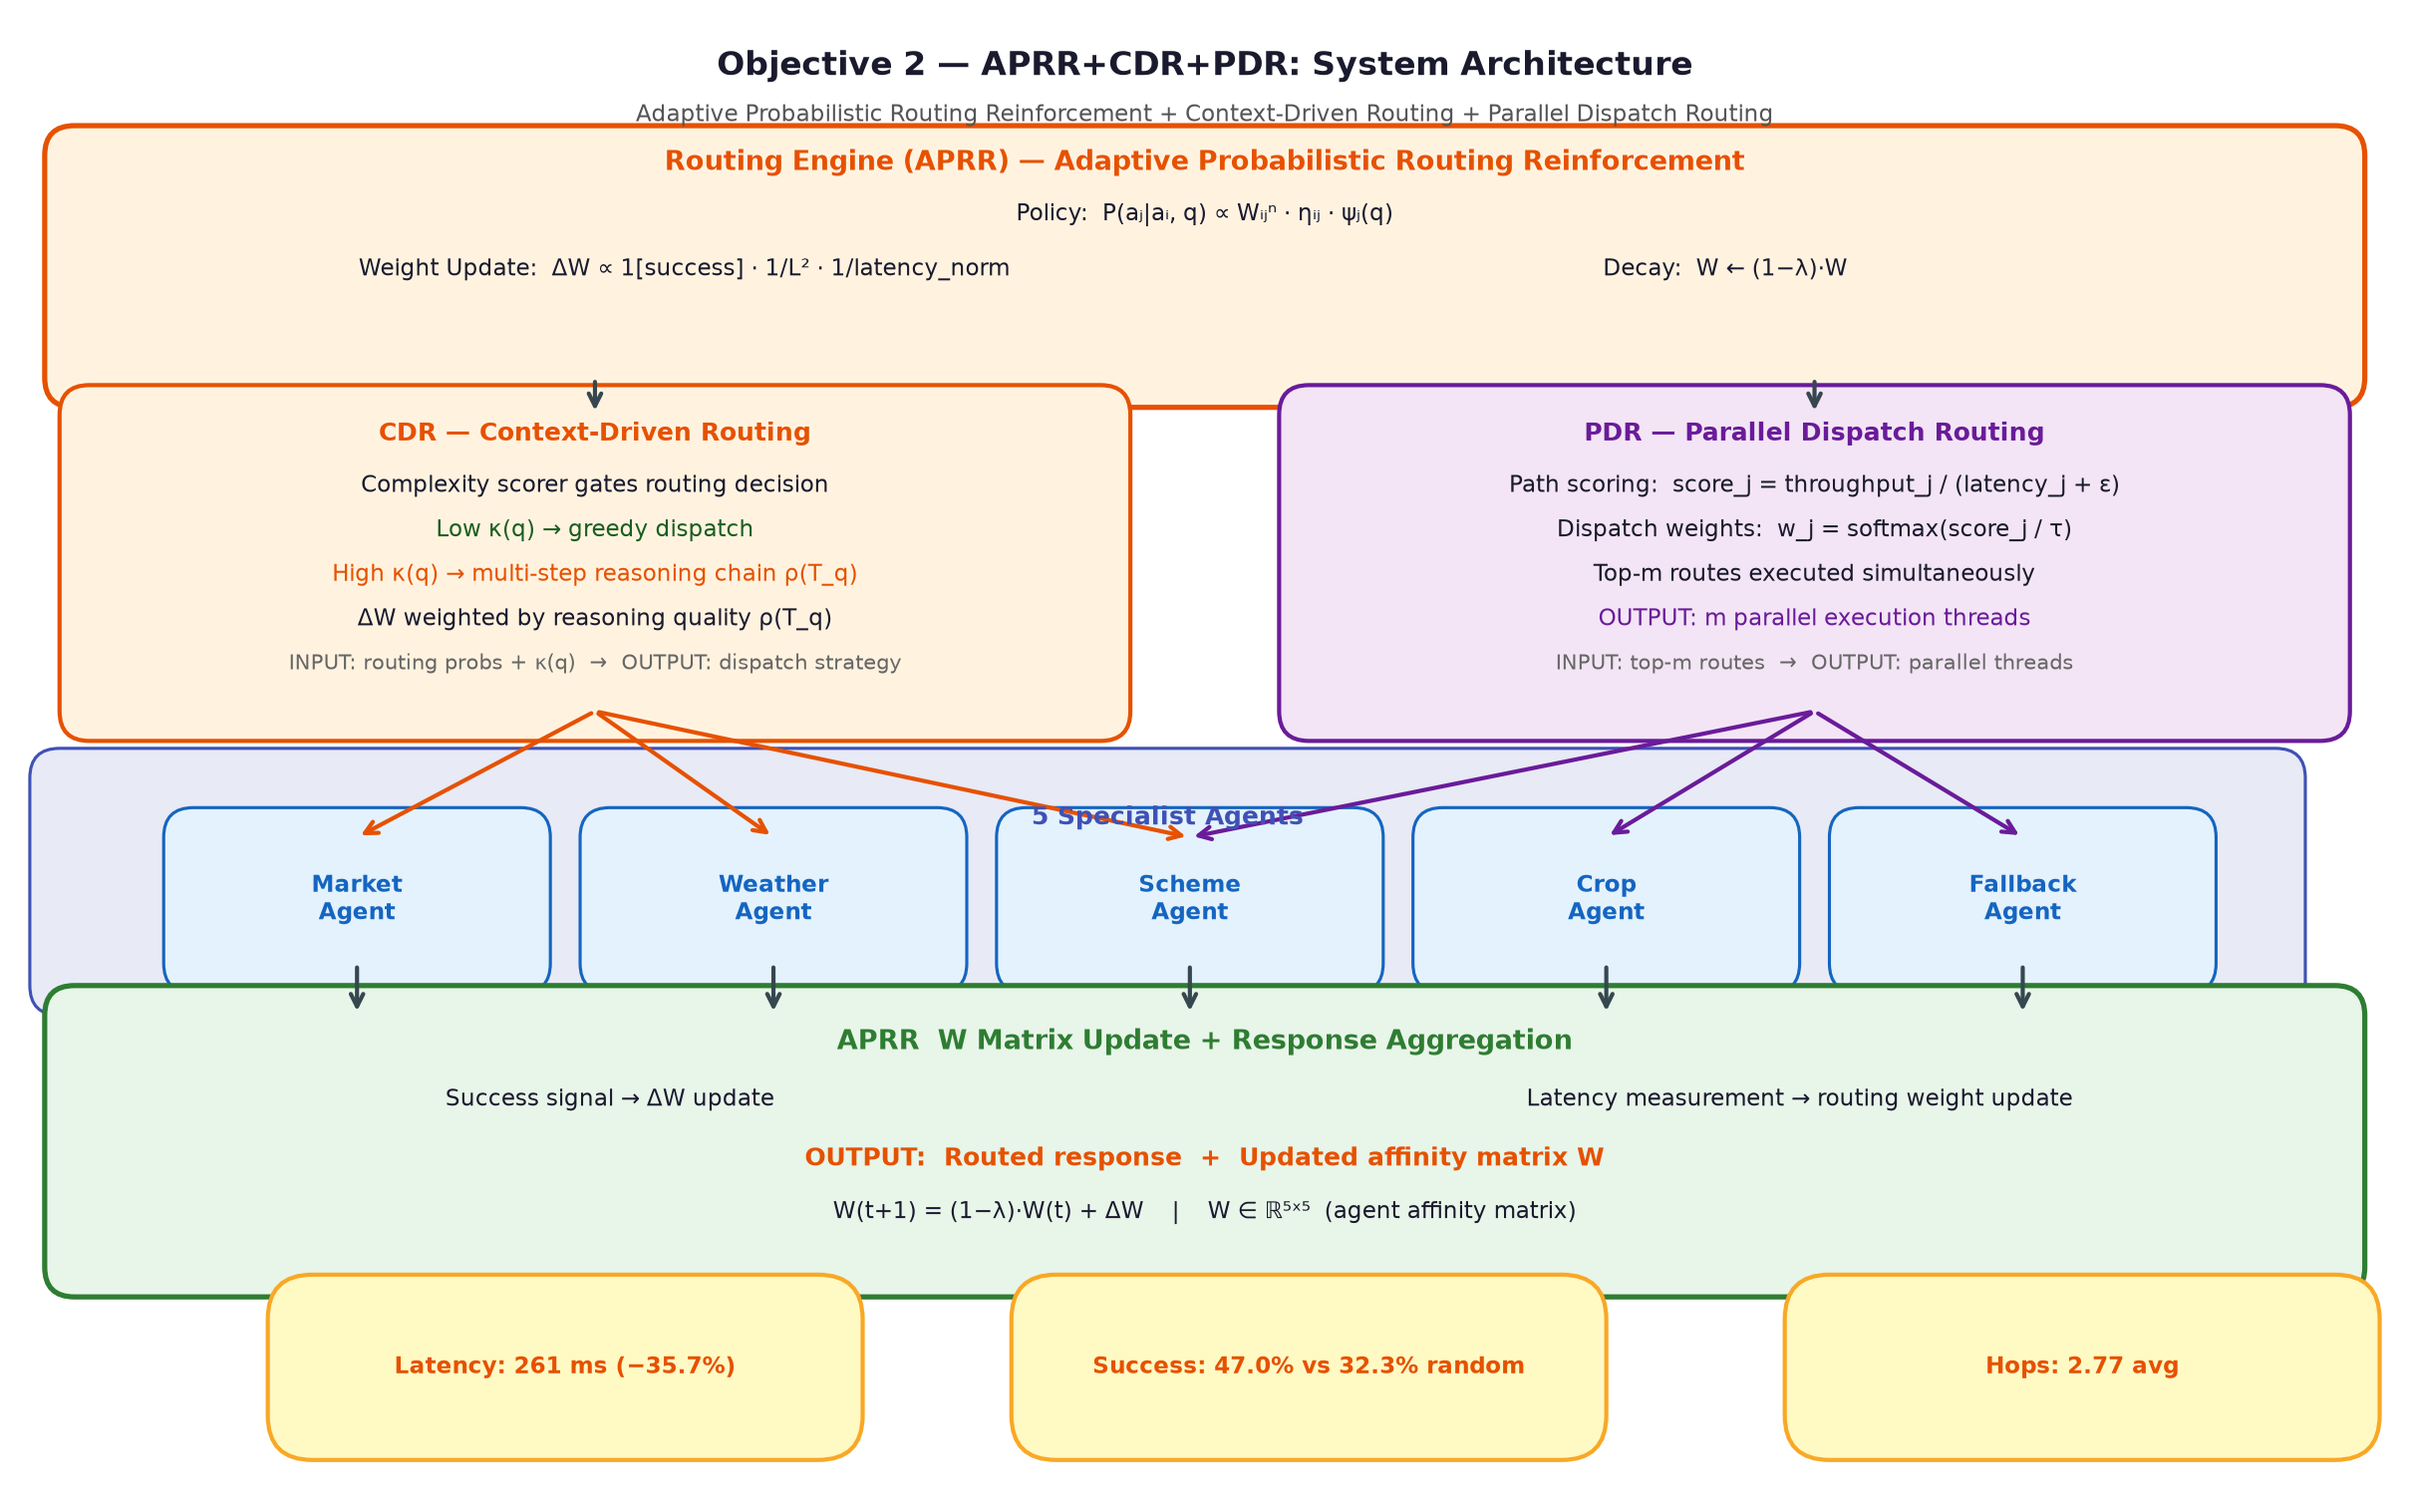 Objective 2 — APRR+CDR+PDR: System Architecture
Adaptive Probabilistic Routing Reinforcement + Context-Driven Routing + Parallel Dispatch Routing
Routing Engine (APRR) — Adaptive Probabilistic Routing Reinforcement
Policy:  P(aⱼ|aᵢ, q) ∝ Wᵢⱼⁿ · ηᵢⱼ · ψⱼ(q)
Weight Update:  ΔW ∝ 1[success] · 1/L² · 1/latency_norm
Decay:  W ← (1−λ)·W
CDR — Context-Driven Routing
Complexity scorer gates routing decision
Low κ(q) → greedy dispatch
High κ(q) → multi-step reasoning chain ρ(T_q)
ΔW weighted by reasoning quality ρ(T_q)
INPUT: routing probs + κ(q)  →  OUTPUT: dispatch strategy
PDR — Parallel Dispatch Routing
Path scoring:  score_j = throughput_j / (latency_j + ε)
Dispatch weights:  w_j = softmax(score_j / τ)
Top-m routes executed simultaneously
OUTPUT: m parallel execution threads
INPUT: top-m routes  →  OUTPUT: parallel threads
5 Specialist Agents
Market
Agent
Weather
Agent
Scheme
Agent
Crop
Agent
Fallback
Agent
APRR  W Matrix Update + Response Aggregation
Success signal → ΔW update
Latency measurement → routing weight update
OUTPUT:  Routed response  +  Updated affinity matrix W
W(t+1) = (1−λ)·W(t) + ΔW    |    W ∈ ℝ⁵ˣ⁵  (agent affinity matrix)
Latency: 261 ms (−35.7%)
Success: 47.0% vs 32.3% random
Hops: 2.77 avg